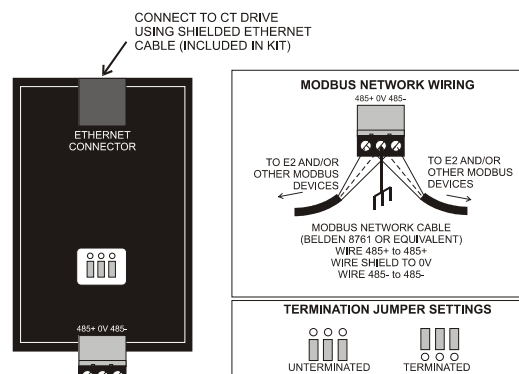 CONNECT TO CT DRIVE
USING SHIELDED ETHERNET
CABLE (INCLUDED IN KIT)
ETHERNET
CONNECTOR
485+ 0V 485-
MODBUS NETWORK WIRING
485+ 0V 485-
TO E2 AND/OR
OTHER MODBUS
DEVICES
TO E2 AND/OR
OTHER MODBUS
DEVICES
MODBUS NETWORK CABLE
(BELDEN 8761 OR EQUIVALENT)
WIRE 485+ to 485+
WIRE SHIELD TO 0V
WIRE 485- to 485-
TERMINATION JUMPER SETTINGS
UNTERMINATED
TERMINATED